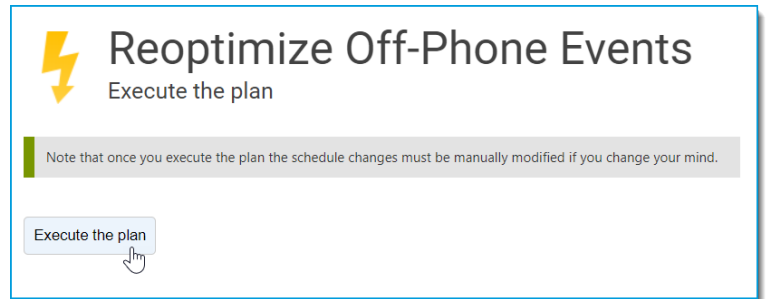 Reoptimize Off-Phone Events
Execute the plan
Note that once you execute the plan the schedule changes must be manually modified if you change your mind.
Execute the plan